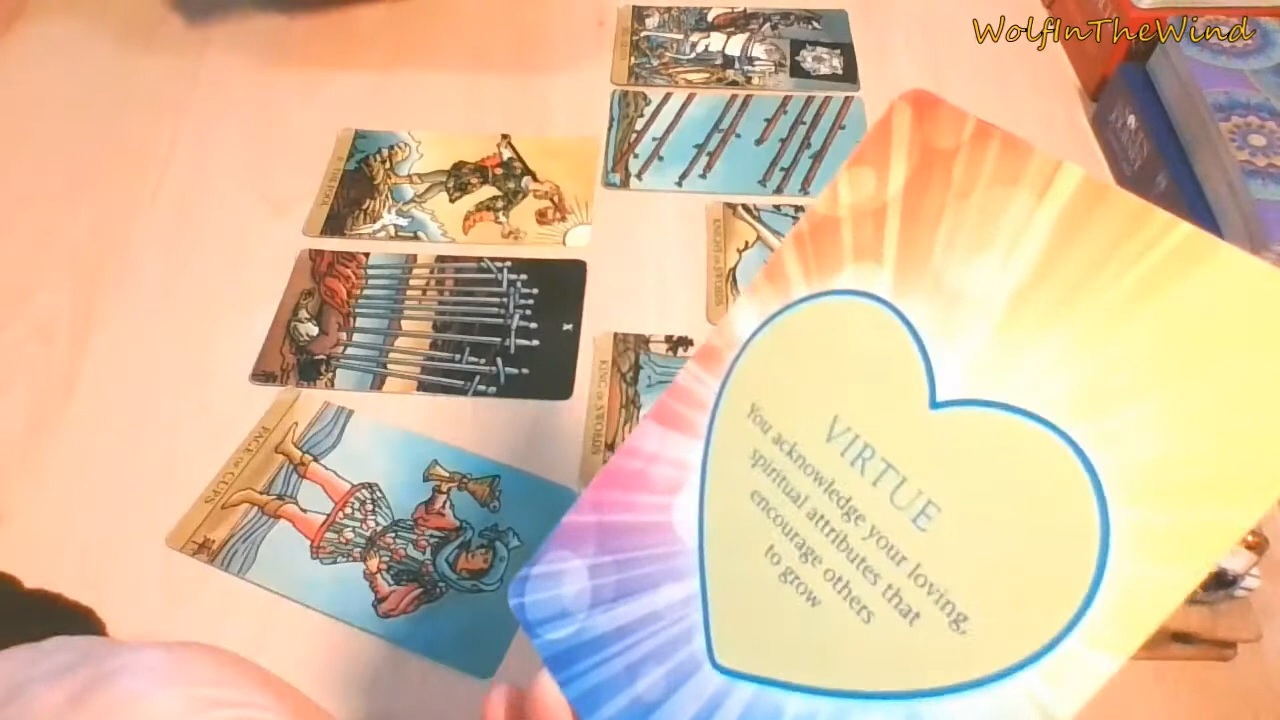 WolfInTheWind
0 THE FOOL.
KNIGHT OF SWORDS
X
KING OF SWORDS
PAGE OF CUPS
VIRTUE
You acknowledge your loving,
spiritual attributes that
encourage others
to grow